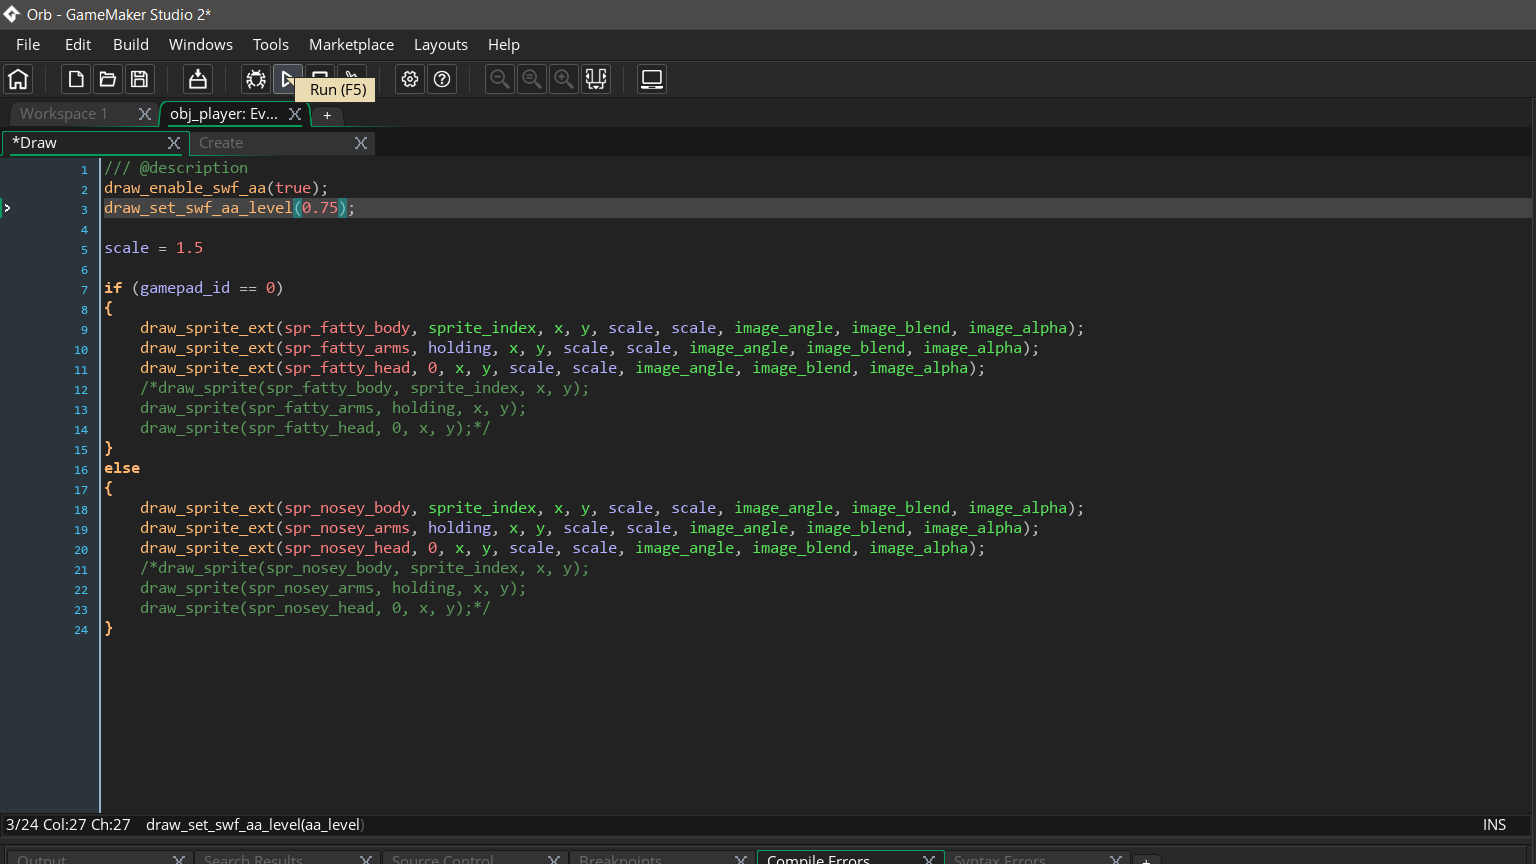 Orb - GameMaker Studio 2*
File Edit Build Windows Tools Marketplace Layouts Help
Run (F5)
Workspace 1 X obj_player: Ev... X +
*Draw X Create X
1 /// @description
2 draw_enable_swf_aa(true);
3 draw_set_swf_aa_level(0.75);
4
5 scale = 1.5
6
7 if (gamepad_id == 0)
8 {
9 draw_sprite_ext(spr_fatty_body, sprite_index, x, y, scale, scale, image_angle, image_blend, image_alpha);
10 draw_sprite_ext(spr_fatty_arms, holding, x, y, scale, scale, image_angle, image_blend, image_alpha);
11 draw_sprite_ext(spr_fatty_head, 0, x, y, scale, scale, image_angle, image_blend, image_alpha);
12 /*draw_sprite(spr_fatty_body, sprite_index, x, y);
13 draw_sprite(spr_fatty_arms, holding, x, y);
14 draw_sprite(spr_fatty_head, 0, x, y);*/
15 }
16 else
17 {
18 draw_sprite_ext(spr_nosey_body, sprite_index, x, y, scale, scale, image_angle, image_blend, image_alpha);
19 draw_sprite_ext(spr_nosey_arms, holding, x, y, scale, scale, image_angle, image_blend, image_alpha);
20 draw_sprite_ext(spr_nosey_head, 0, x, y, scale, scale, image_angle, image_blend, image_alpha);
21 /*draw_sprite(spr_nosey_body, sprite_index, x, y);
22 draw_sprite(spr_nosey_arms, holding, x, y);
23 draw_sprite(spr_nosey_head, 0, x, y);*/
24 }
3/24 Col:27 Ch:27 draw_set_swf_aa_level(aa_level) INS
Output X Search Results X Source Control X Breakpoints X Compile Errors X Syntax Errors X +